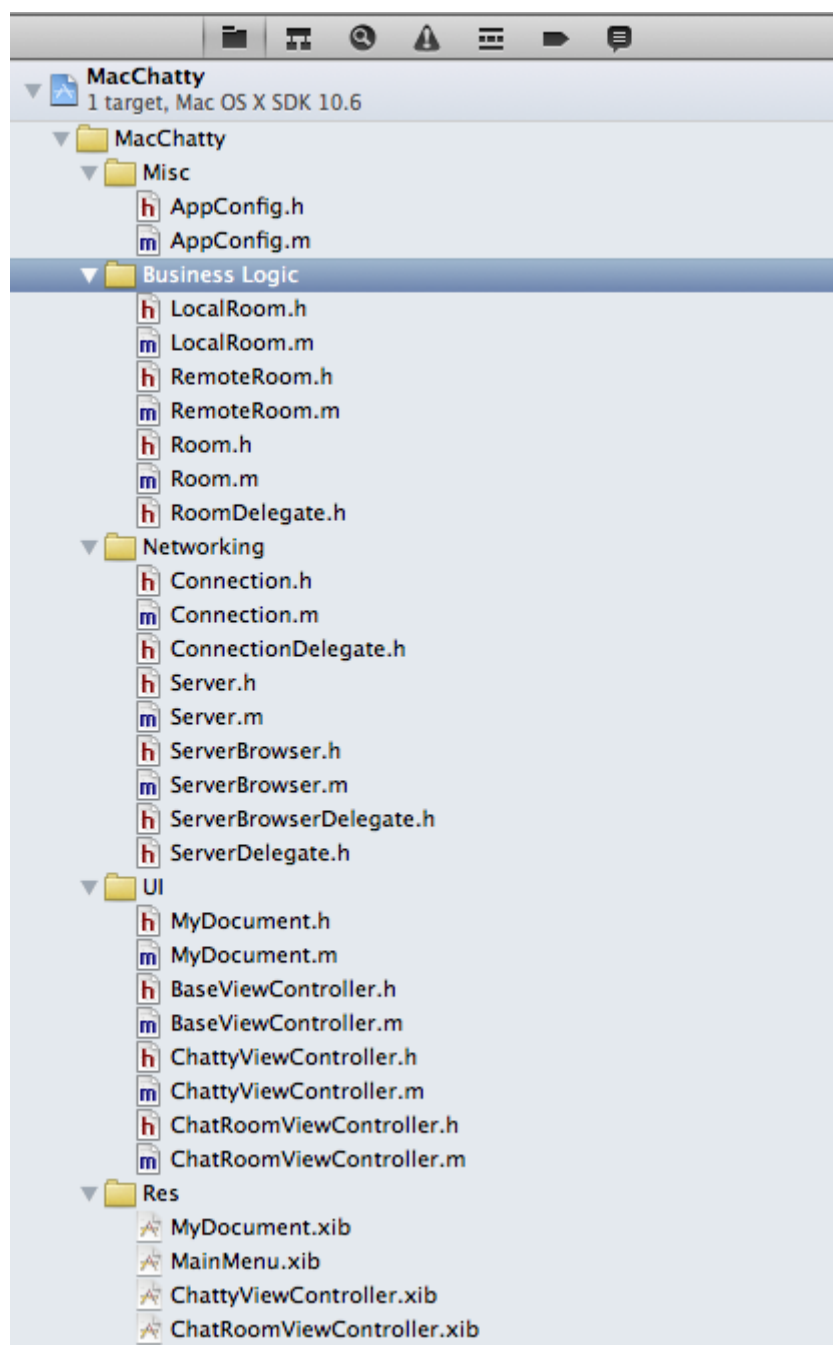 MacChatty
1 target, Mac OS X SDK 10.6
MacChatty
Misc
h AppConfig.h
m AppConfig.m
Business Logic
h LocalRoom.h
m LocalRoom.m
h RemoteRoom.h
m RemoteRoom.m
h Room.h
m Room.m
h RoomDelegate.h
Networking
h Connection.h
m Connection.m
h ConnectionDelegate.h
h Server.h
m Server.m
h ServerBrowser.h
m ServerBrowser.m
h ServerBrowserDelegate.h
h ServerDelegate.h
UI
h MyDocument.h
m MyDocument.m
h BaseViewController.h
m BaseViewController.m
h ChattyViewController.h
m ChattyViewController.m
h ChatRoomViewController.h
m ChatRoomViewController.m
Res
MyDocument.xib
MainMenu.xib
ChattyViewController.xib
ChatRoomViewController.xib